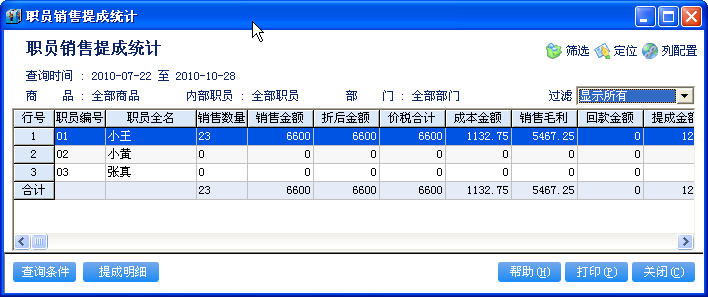 职员销售提成统计
职员销售提成统计
筛选 定位 列配置
查询时间 : 2010-07-22 至 2010-10-28
商 品 : 全部商品 内部职员 : 全部职员 部 门 : 全部部门 过滤 显示所有
行号 职员编号 职员全名 销售数量 销售金额 折后金额 价税合计 成本金额 销售毛利 回款金额 提成金额
1 01 小王 23 6600 6600 6600 1132.75 5467.25 0 12
2 02 小黄 0 0 0 0 0 0 0
3 03 张真 0 0 0 0 0 0 0
合计 23 6600 6600 6600 1132.75 5467.25 0 12
查询条件 提成明细 帮助(H) 打印(P) 关闭(C)